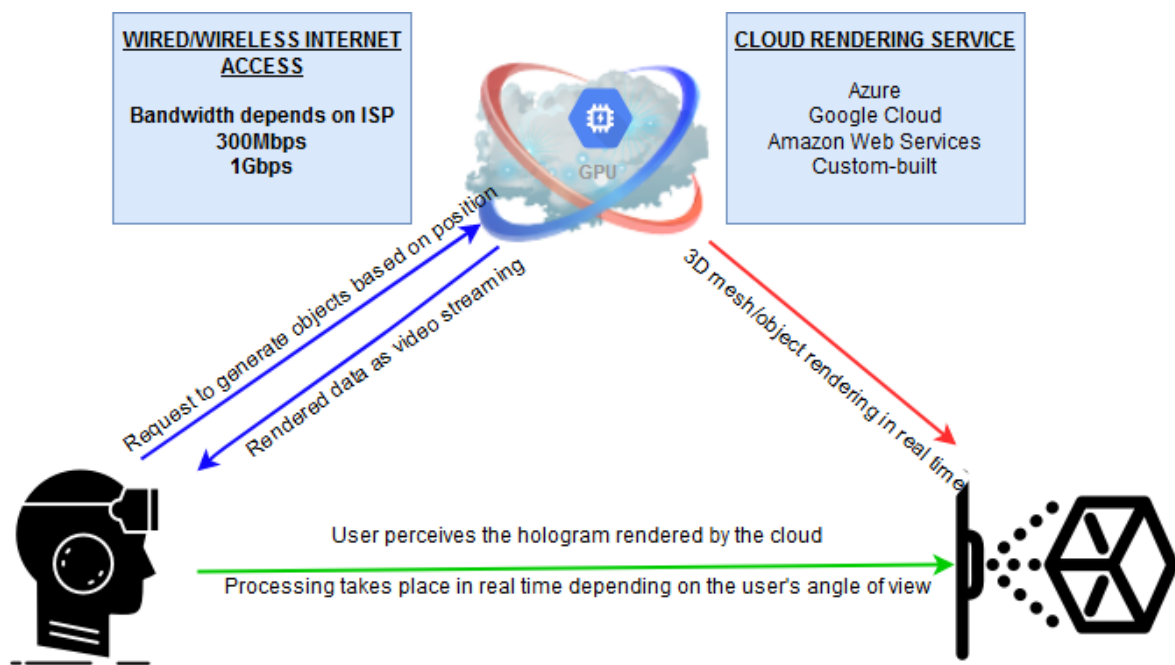 WIRED/WIRELESS INTERNET
ACCESS
Bandwidth depends on ISP
300Mbps
1Gbps
GPU
CLOUD RENDERING SERVICE
Azure
Google Cloud
Amazon Web Services
Custom-built
Request to generate objects based on position
Rendered data as video streaming
3D mesh/object rendering in real time
User perceives the hologram rendered by the cloud
Processing takes place in real time depending on the user's angle of view